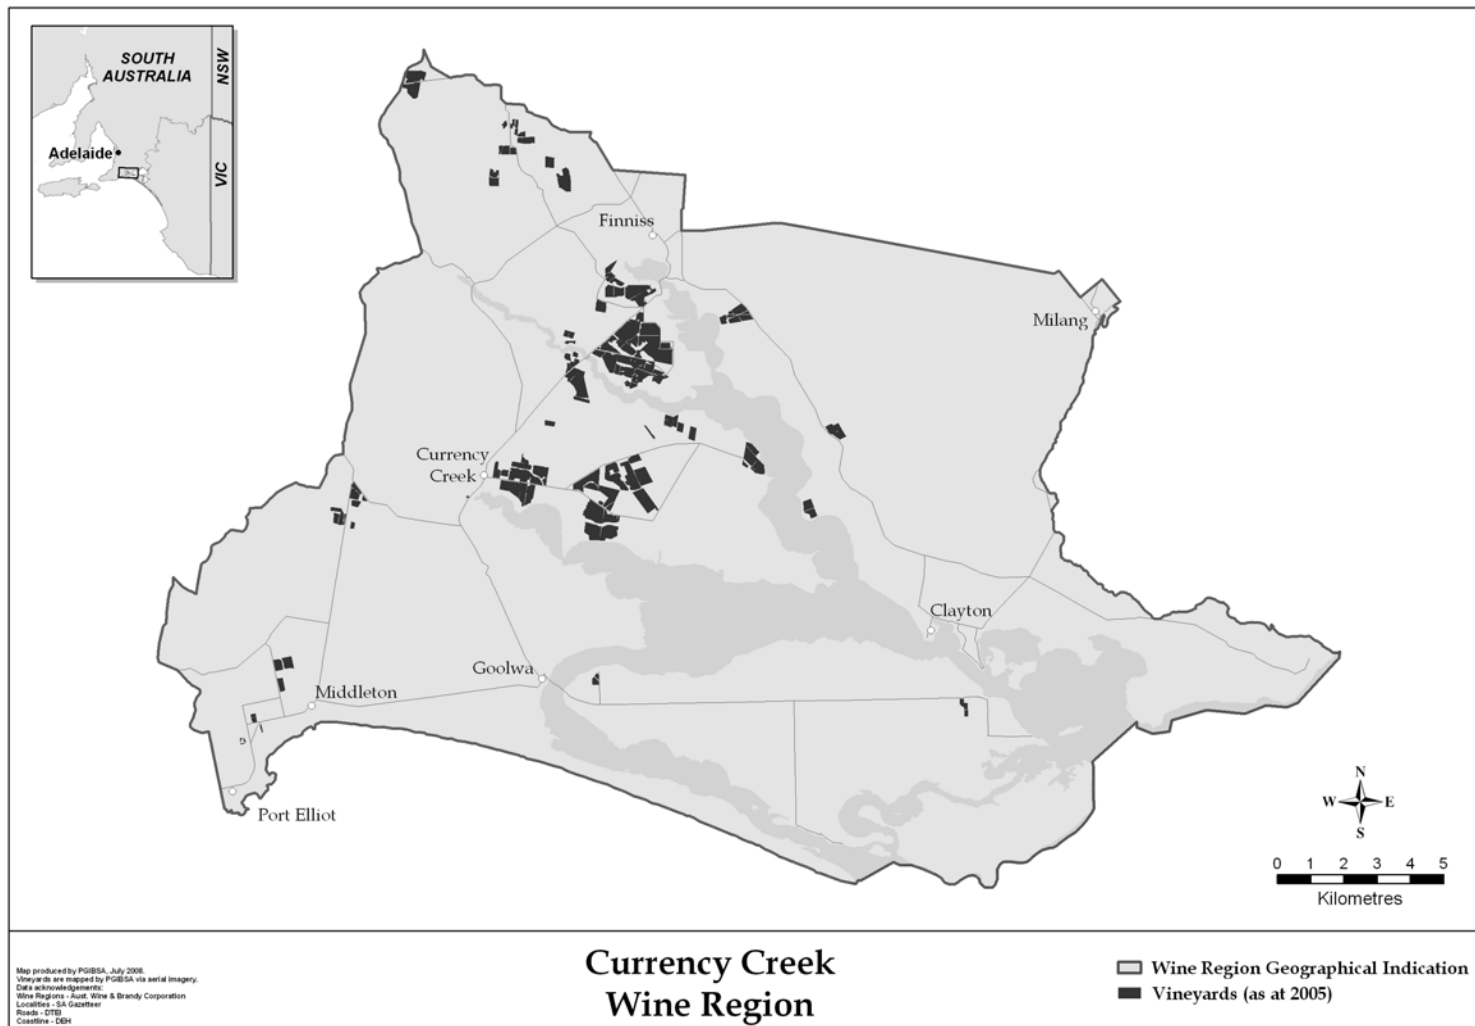 SOUTH
AUSTRALIA
NSW
Adelaide
VIC
Finniss
Milang
Currency
Creek
Clayton
Goolwa
Middleton
Port Elliot
N
W E
S
0 1 2 3 4 5
Kilometres
Currency Creek
Wine Region
Wine Region Geographical Indication
Vineyards (as at 2005)
Map produced by PGIBSA, July 2008.
Vineyards are mapped by PGIBSA via aerial imagery.
Data acknowledgements:
Wine Regions - Aust. Wine & Brandy Corporation
Localities - SA Gazetteer
Roads - DTEI
Coastline - DEH